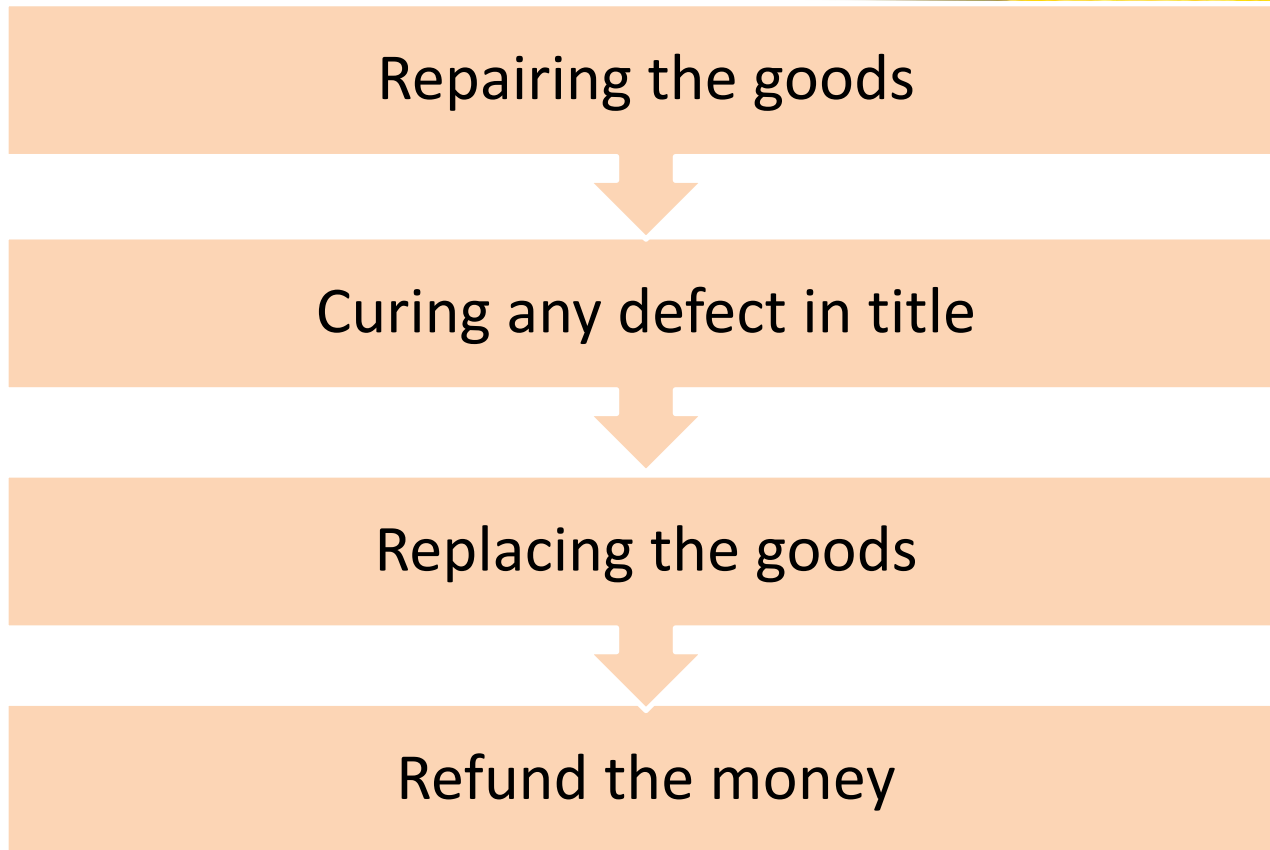 Repairing the goods
Curing any defect in title
Replacing the goods
Refund the money